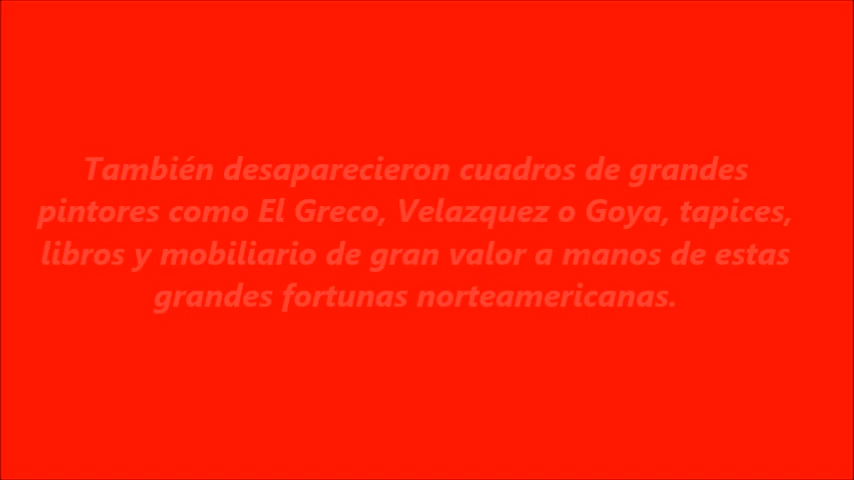 También desaparecieron cuadros de grandes
pintores como El Greco, Velazquez o Goya, tapices,
libros y mobiliario de gran valor a manos de estas
grandes fortunas norteamericanas.